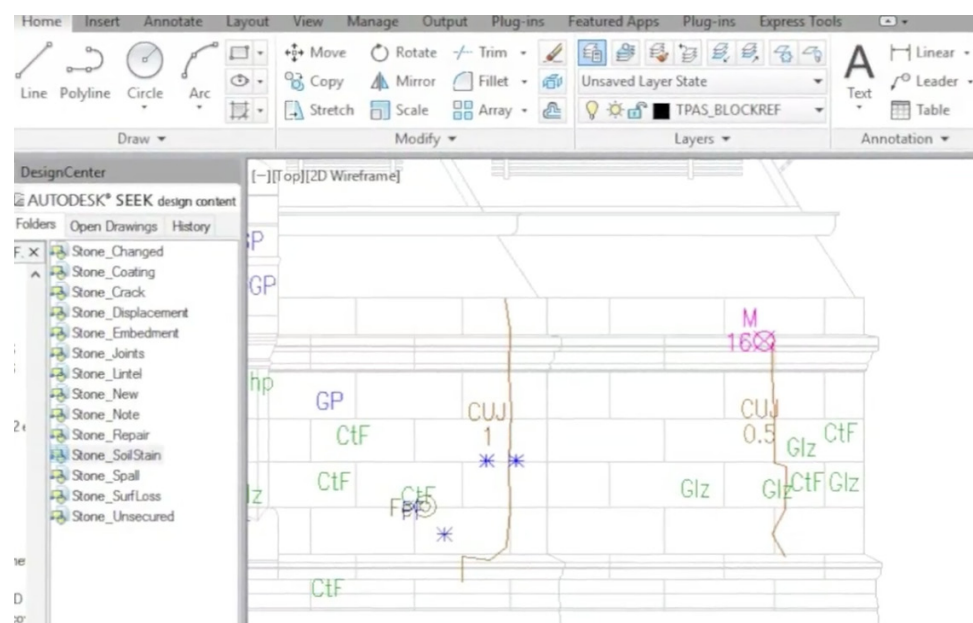 Home Insert Annotate Layout View Manage Output Plug-ins Featured Apps Plug-ins Express Tools
Line Polyline Circle Arc
Move Rotate Trim
Copy Mirror Fillet
Stretch Scale Array
Unsaved Layer State
TPAS_BLOCKREF
A
Text
Linear
Leader
Table
Draw Modify Layers Annotation
DesignCenter
AUTODESK® SEEK design content
Folders Open Drawings History
Stone_Changed
Stone_Coating
Stone_Crack
Stone_Displacement
Stone_Embedment
Stone_Joints
Stone_Lintel
Stone_New
Stone_Note
Stone_Repair
Stone_SoilStain
Stone_Spall
Stone_SurfLoss
Stone_Unsecured
[−][Top][2D Wireframe]
GP
M
16
hp
GP
CUJ
1
CUJ
0.5
CtF
CtF
Glz
CtF
CtF
Glz
Glz
CtF
Glz
CtF